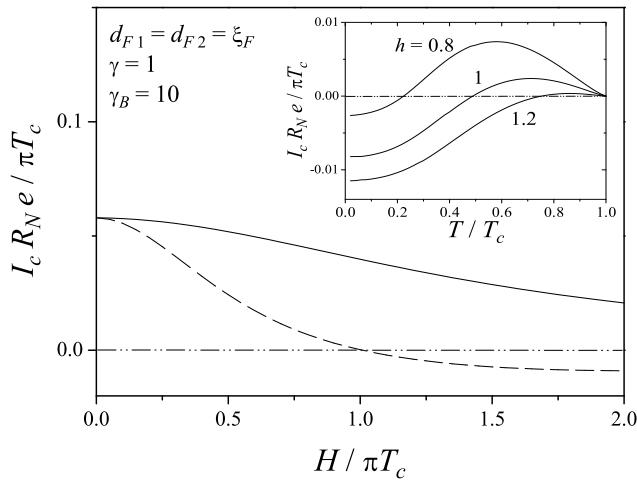 d_{F1} = d_{F2} = ξ_F
γ = 1
γ_B = 10
I_c R_N e / πT_c
0.1
0.0
0.0 0.5 1.0 1.5 2.0
H / πT_c
I_c R_N e / πT_c
0.01
0.00
-0.01
h = 0.8
1
1.2
0.0 0.2 0.4 0.6 0.8 1.0
T / T_c